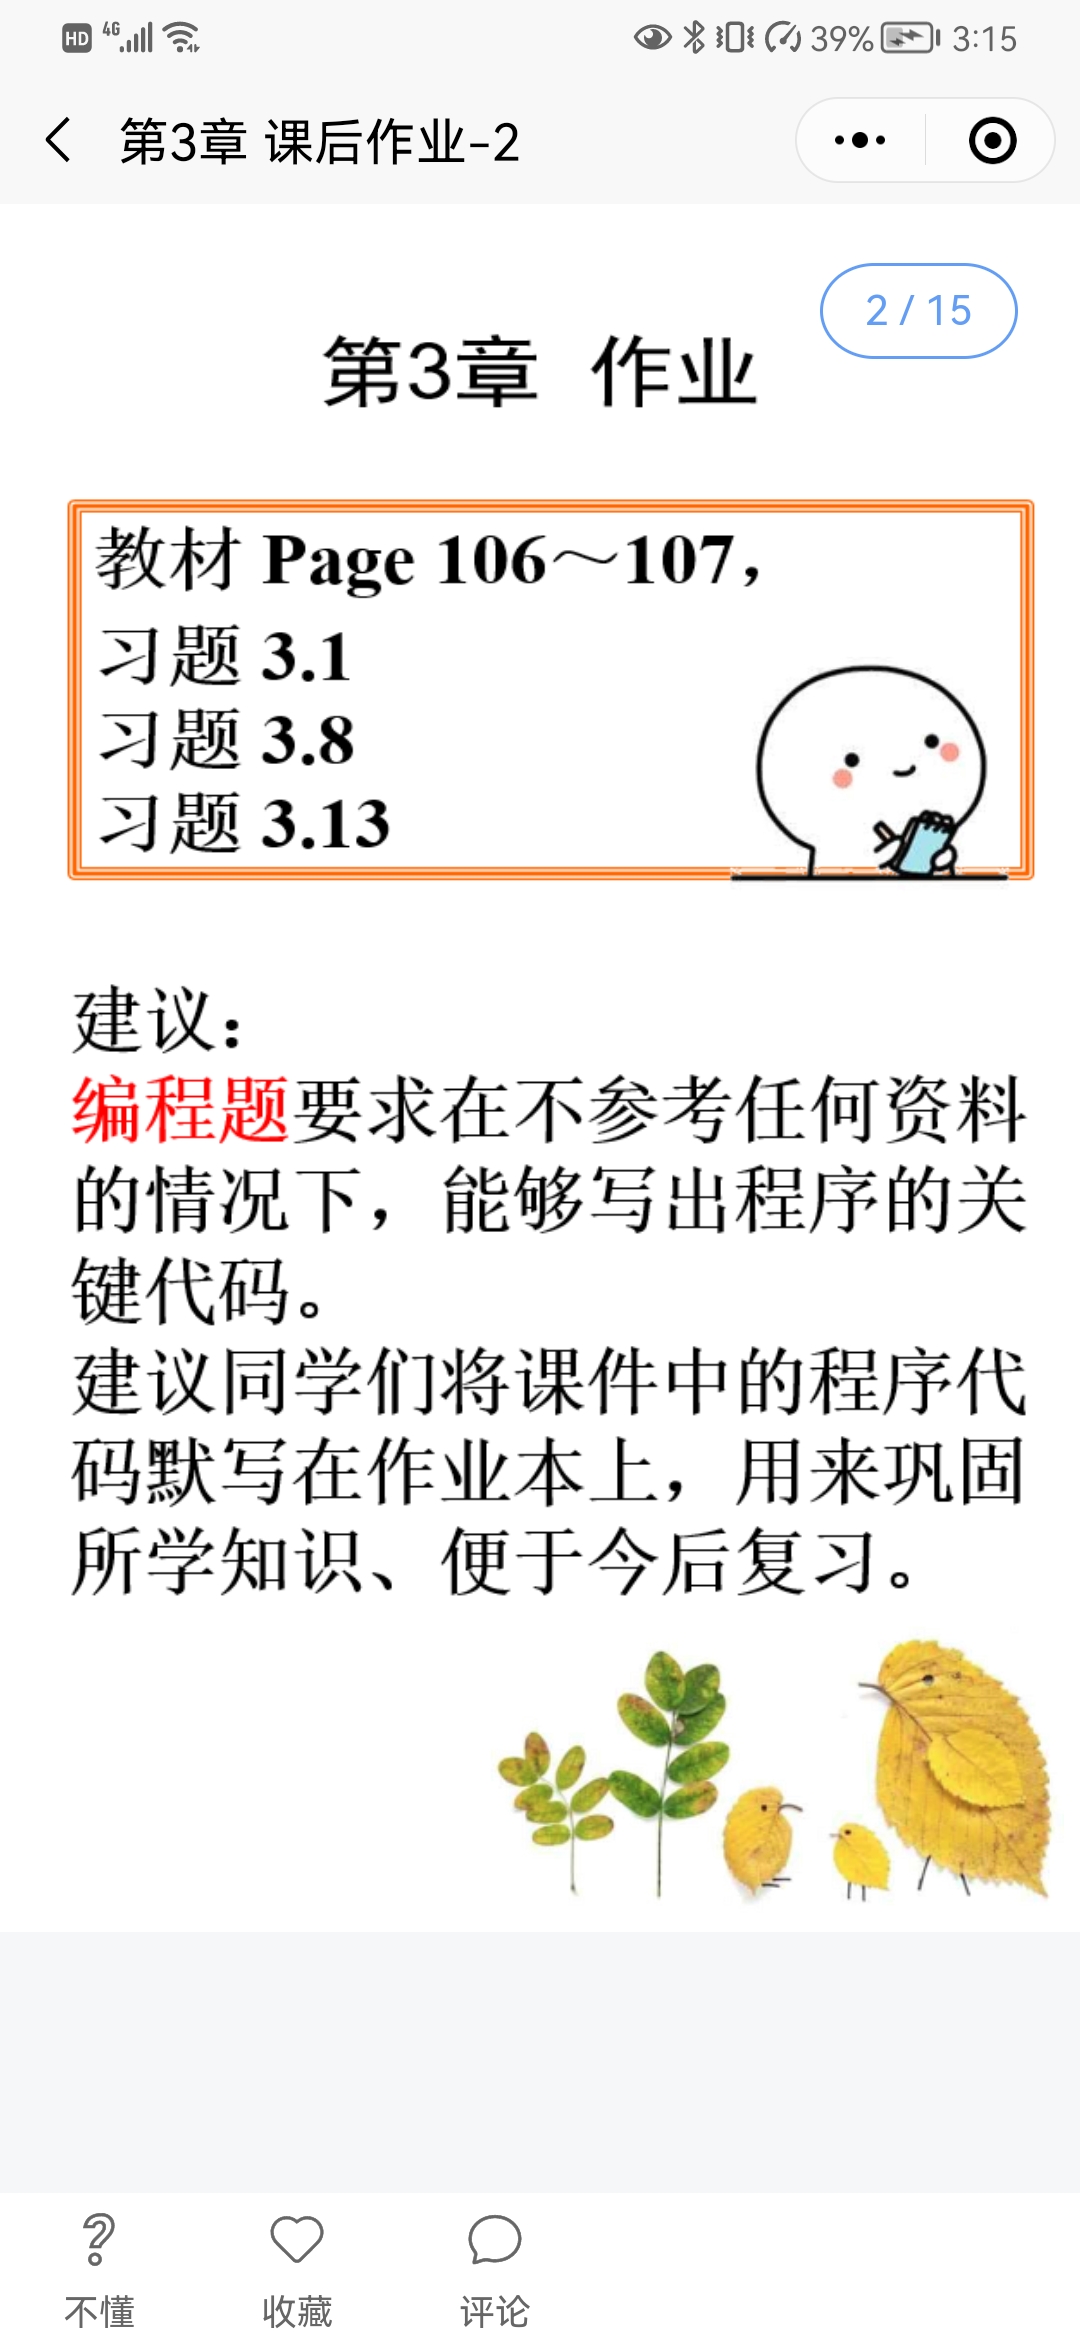 HD 4G 39% 3:15
第3章 课后作业-2
2 / 15
第3章 作业
教材 Page 106～107，
习题 3.1
习题 3.8
习题 3.13
建议：
编程题要求在不参考任何资料
的情况下，能够写出程序的关
键代码。
建议同学们将课件中的程序代
码默写在作业本上，用来巩固
所学知识、便于今后复习。
不懂 收藏 评论